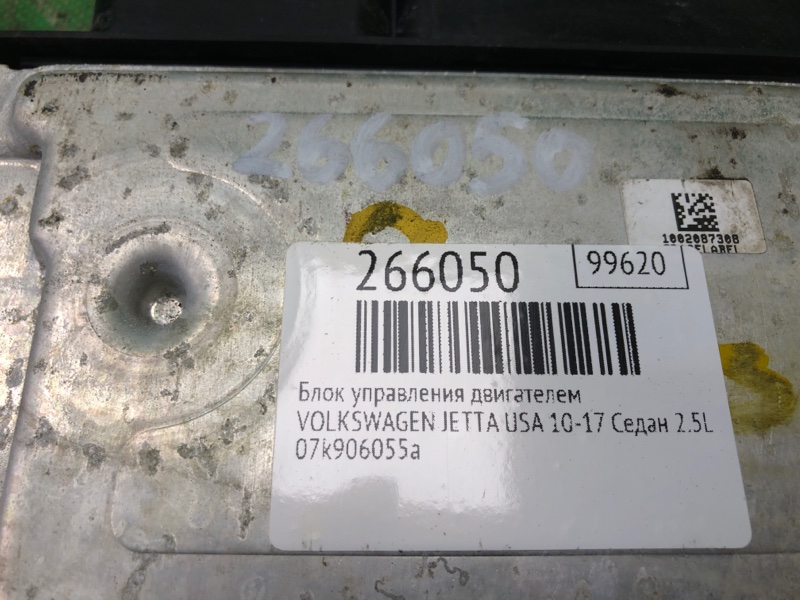 266050
1002087308
266050
99620
Блок управления двигателем
VOLKSWAGEN JETTA USA 10-17 Седан 2.5L
07k906055a